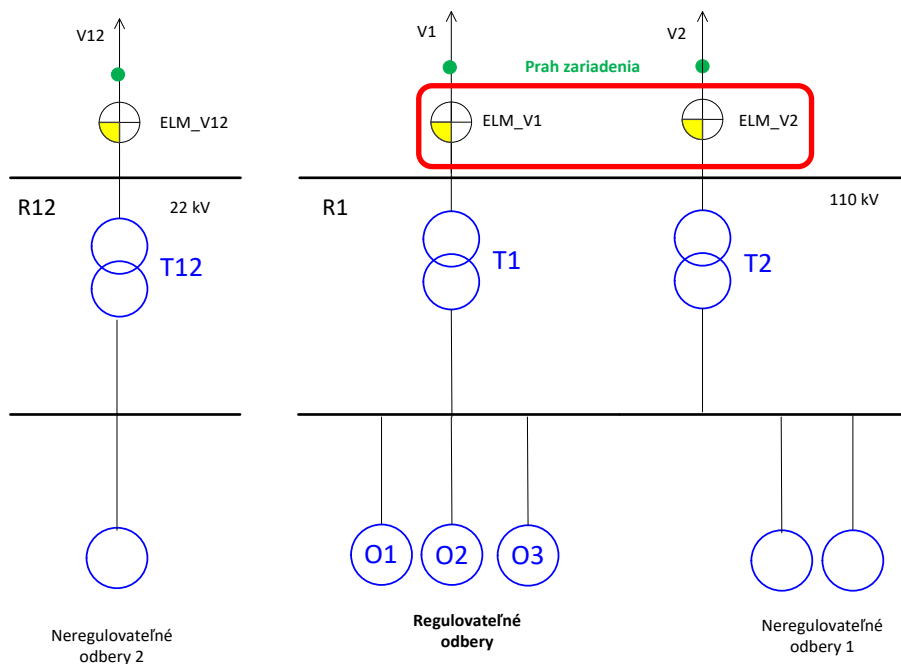 V12
V1
V2
Prah zariadenia
ELM_V12
ELM_V1
ELM_V2
R12
22 kV
R1
110 kV
T12
T1
T2
O1
O2
O3
Neregulovateľné
odbery 2
Regulovateľné
odbery
Neregulovateľné
odbery 1